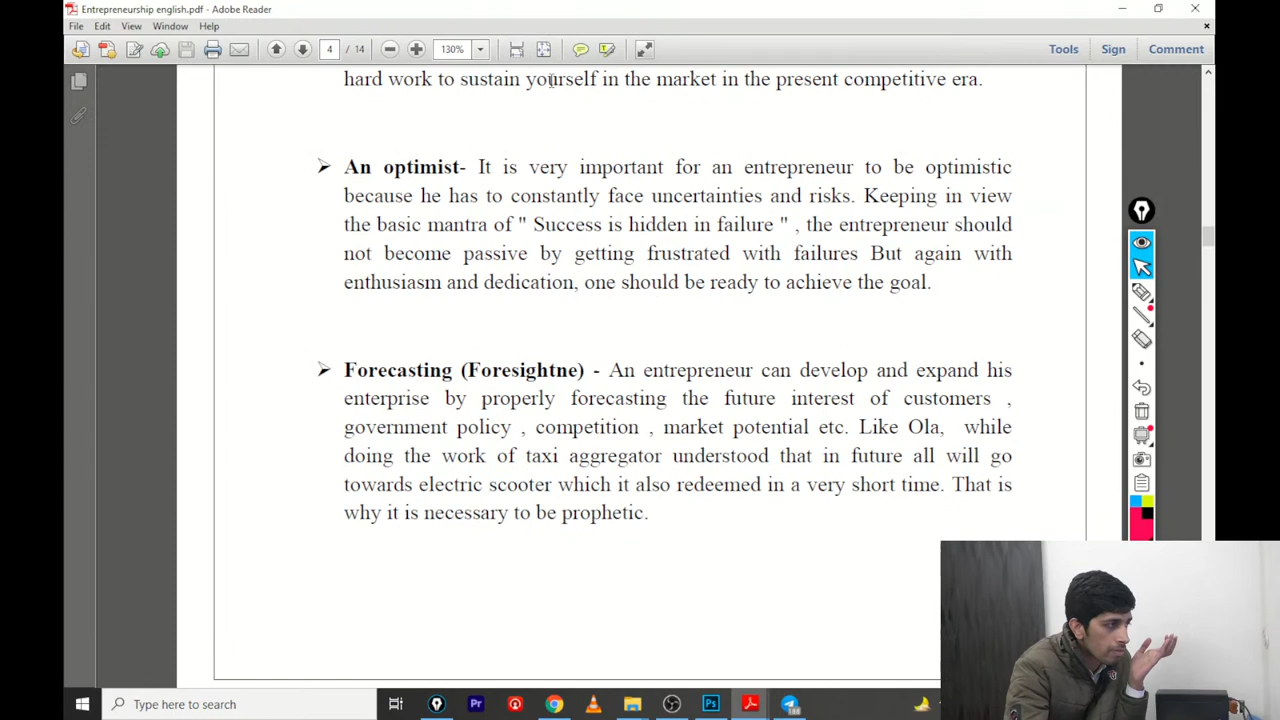 Entrepreneurship english.pdf - Adobe Reader
File Edit View Window Help
4 / 14 130% Tools Sign Comment
hard work to sustain yourself in the market in the present competitive era.
➢ An optimist- It is very important for an entrepreneur to be optimistic
because he has to constantly face uncertainties and risks. Keeping in view
the basic mantra of " Success is hidden in failure " , the entrepreneur should
not become passive by getting frustrated with failures But again with
enthusiasm and dedication, one should be ready to achieve the goal.
➢ Forecasting (Foresightne) - An entrepreneur can develop and expand his
enterprise by properly forecasting the future interest of customers ,
government policy , competition , market potential etc. Like Ola, while
doing the work of taxi aggregator understood that in future all will go
towards electric scooter which it also redeemed in a very short time. That is
why it is necessary to be prophetic.
Type here to search Pr Ps